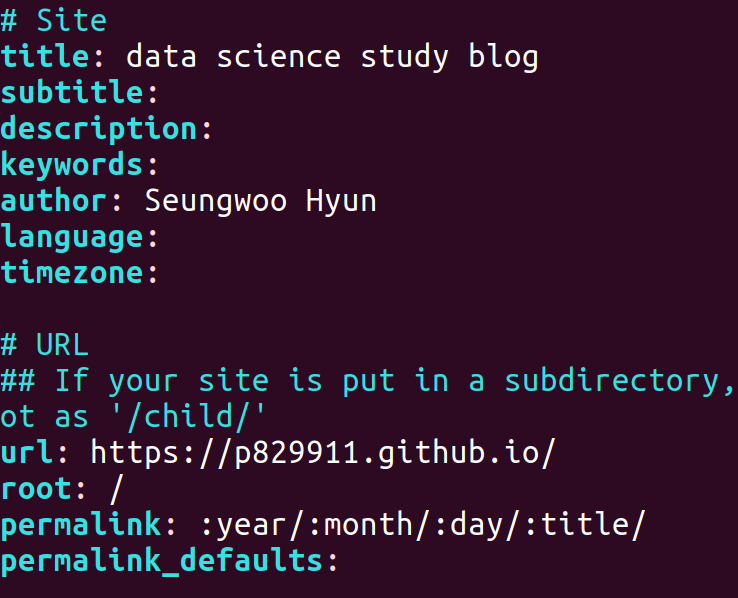 # Site
title: data science study blog
subtitle:
description:
keywords:
author: Seungwoo Hyun
language:
timezone:
# URL
## If your site is put in a subdirectory,
ot as '/child/'
url: https://p829911.github.io/
root: /
permalink: :year/:month/:day/:title/
permalink_defaults: